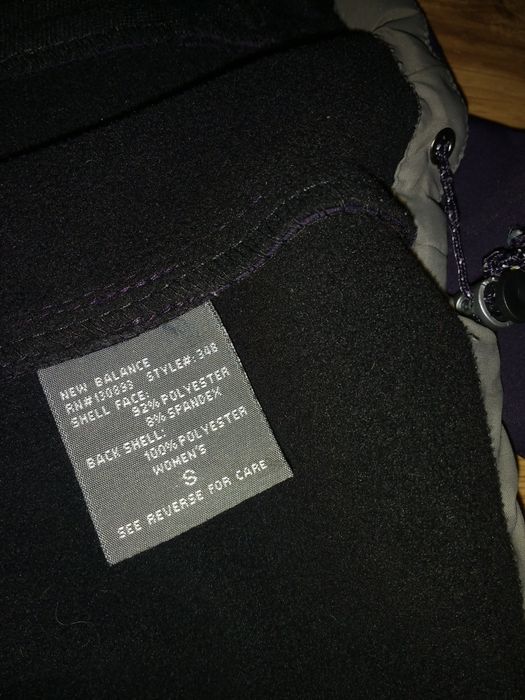 NEW BALANCE
RN#130893 STYLE#:348
SHELL FACE:
92% POLYESTER
8% SPANDEX
BACK SHELL:
100% POLYESTER
WOMEN'S
S
SEE REVERSE FOR CARE